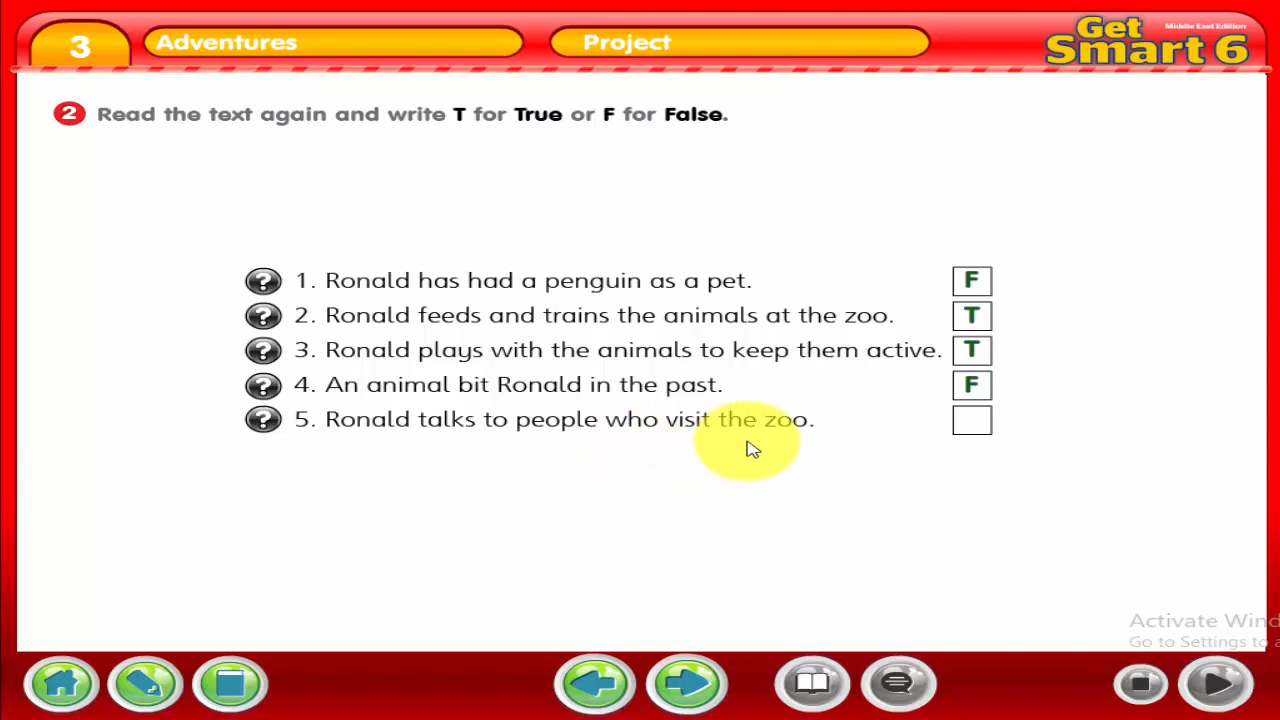 3
Adventures
Project
Middle East Edition
Get
Smart 6
2 Read the text again and write T for True or F for False.
? 1. Ronald has had a penguin as a pet. F
? 2. Ronald feeds and trains the animals at the zoo. T
? 3. Ronald plays with the animals to keep them active. T
? 4. An animal bit Ronald in the past. F
? 5. Ronald talks to people who visit the zoo.
Activate Wind
Go to Settings to a